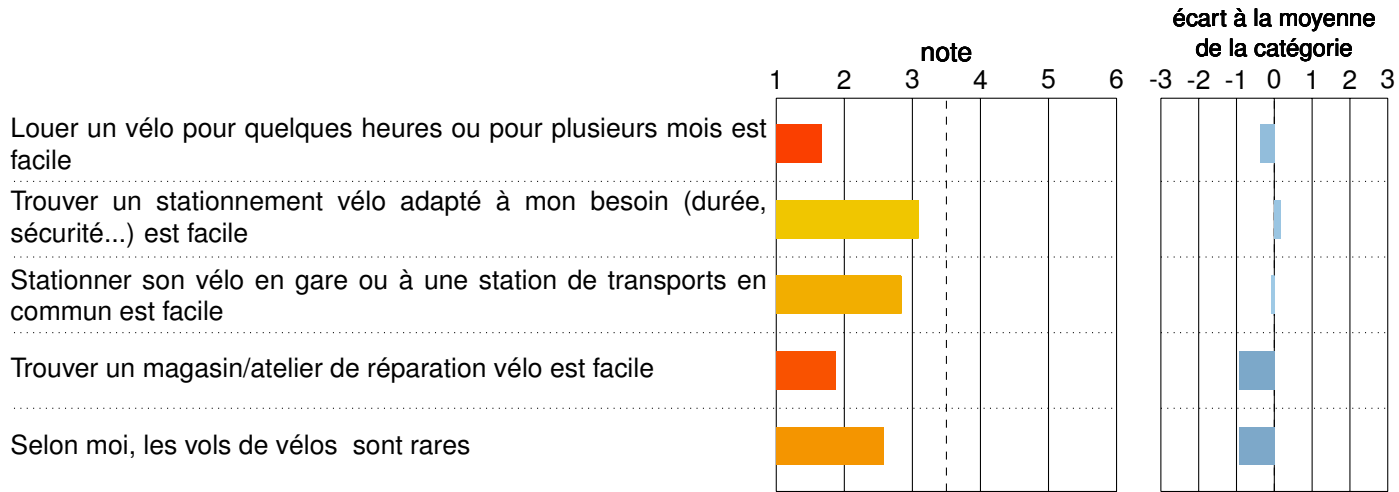 écart à la moyenne
de la catégorie
note
1 2 3 4 5 6
-3 -2 -1 0 1 2 3
Louer un vélo pour quelques heures ou pour plusieurs mois est
facile
Trouver un stationnement vélo adapté à mon besoin (durée,
sécurité...) est facile
Stationner son vélo en gare ou à une station de transports en
commun est facile
Trouver un magasin/atelier de réparation vélo est facile
Selon moi, les vols de vélos sont rares